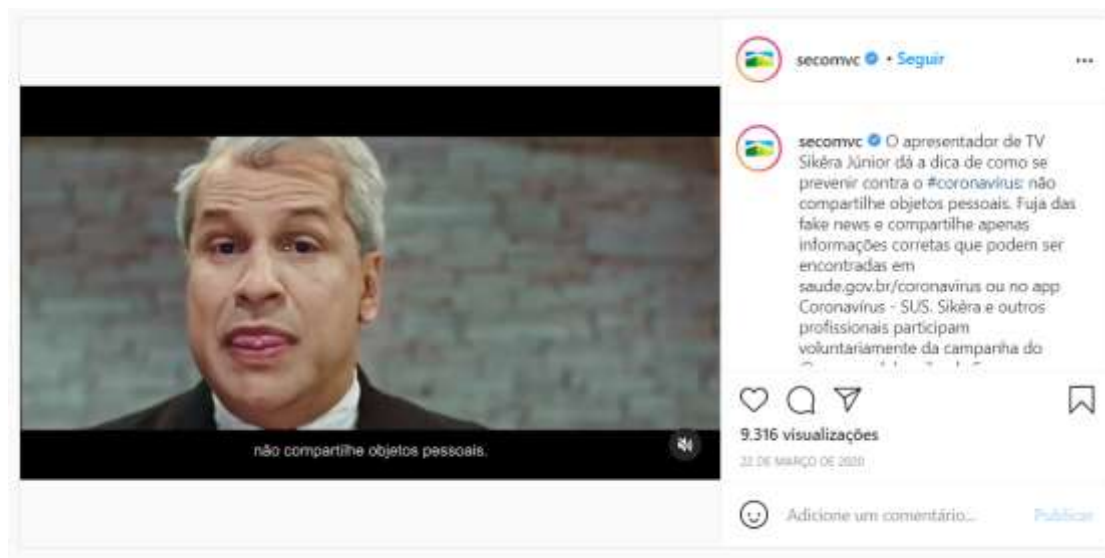 secomvc • Seguir
secomvc O apresentador de TV
Sikêra Júnior dá a dica de como se
prevenir contra o #coronavírus: não
compartilhe objetos pessoais. Fuja das
fake news e compartilhe apenas
informações corretas que podem ser
encontradas em
saude.gov.br/coronavirus ou no app
Coronavírus - SUS. Sikêra e outros
profissionais participam
voluntariamente da campanha do
não compartilhe objetos pessoais.
9.316 visualizações
22 DE MARÇO DE 2020
Adicione um comentário... Publicar